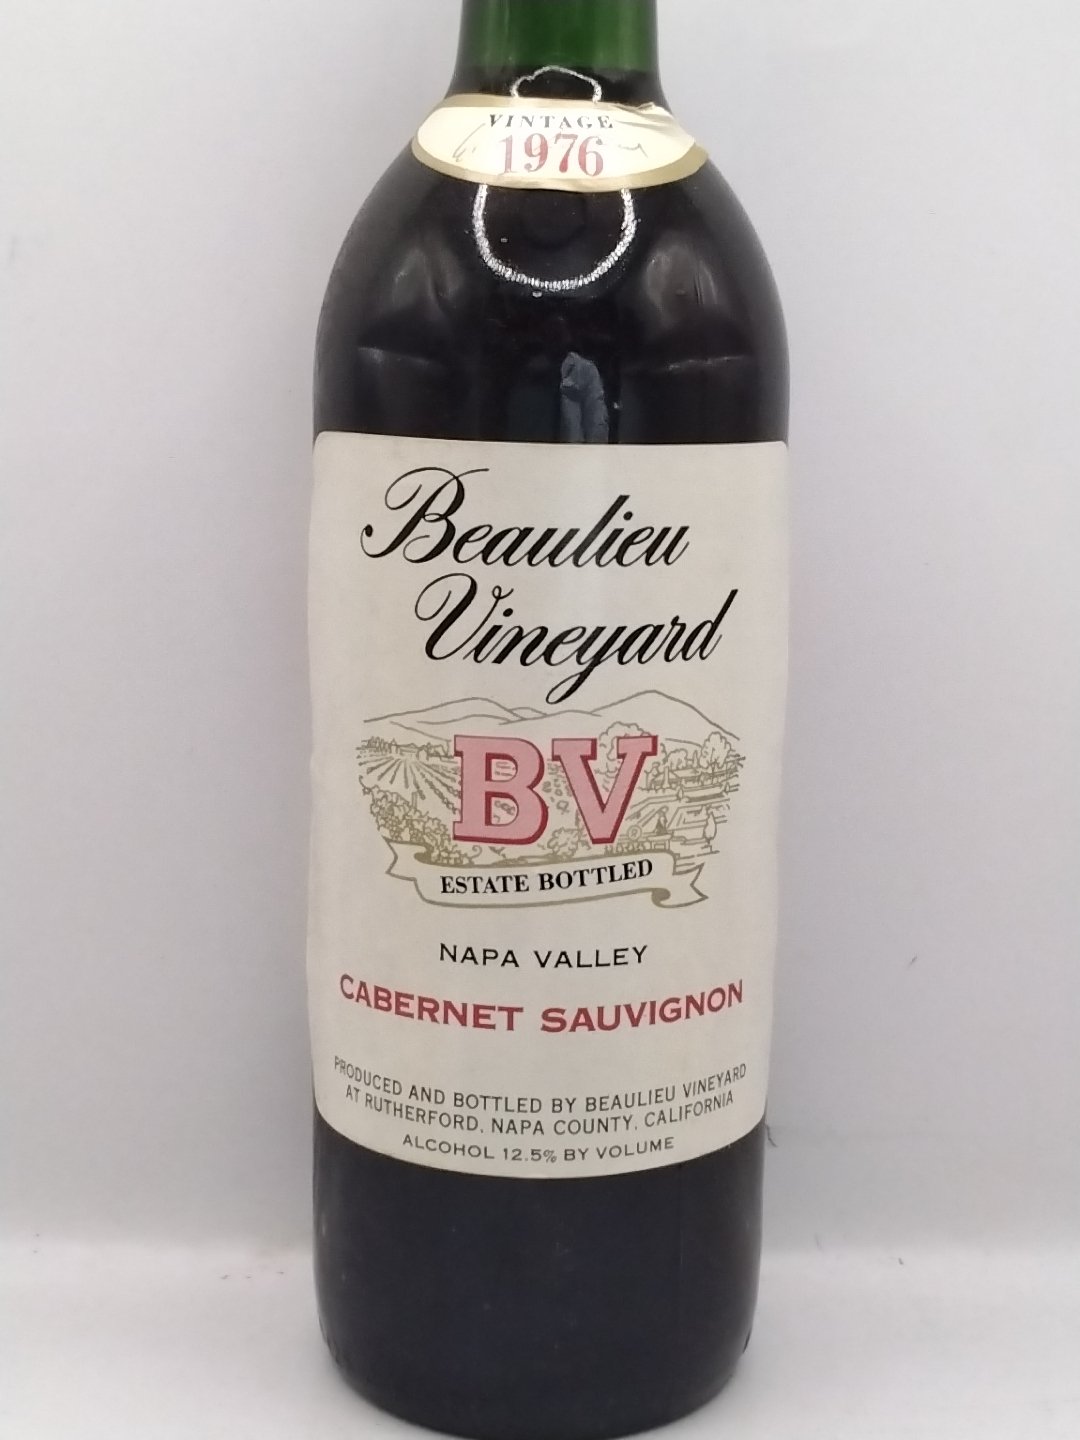 VINTAGE
1976
Beaulieu
Vineyard
BV
ESTATE BOTTLED
NAPA VALLEY
CABERNET SAUVIGNON
PRODUCED AND BOTTLED BY BEAULIEU VINEYARD
AT RUTHERFORD, NAPA COUNTY, CALIFORNIA
ALCOHOL 12.5% BY VOLUME